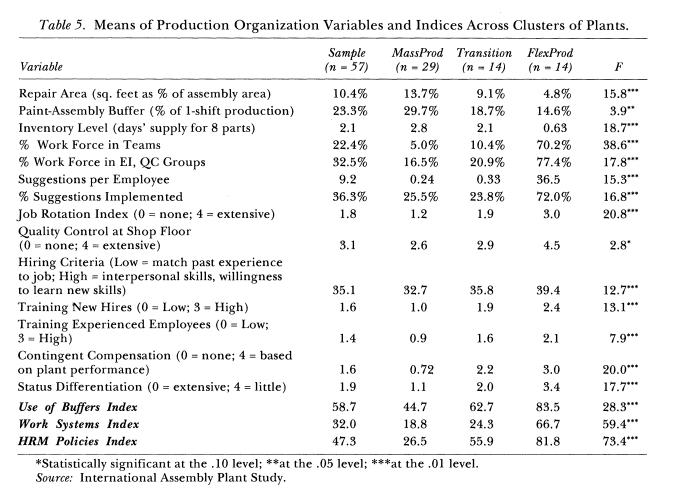 Table 5. Means of Production Organization Variables and Indices Across Clusters of Plants.
Sample MassProd Transition FlexProd
Variable (n = 57) (n = 29) (n = 14) (n = 14) F
Repair Area (sq. feet as % of assembly area) 10.4% 13.7% 9.1% 4.8% 15.8***
Paint-Assembly Buffer (% of 1-shift production) 23.3% 29.7% 18.7% 14.6% 3.9**
Inventory Level (days' supply for 8 parts) 2.1 2.8 2.1 0.63 18.7***
% Work Force in Teams 22.4% 5.0% 10.4% 70.2% 38.6***
% Work Force in EI, QC Groups 32.5% 16.5% 20.9% 77.4% 17.8***
Suggestions per Employee 9.2 0.24 0.33 36.5 15.3***
% Suggestions Implemented 36.3% 25.5% 23.8% 72.0% 16.8***
Job Rotation Index (0 = none; 4 = extensive) 1.8 1.2 1.9 3.0 20.8***
Quality Control at Shop Floor
(0 = none; 4 = extensive) 3.1 2.6 2.9 4.5 2.8*
Hiring Criteria (Low = match past experience
to job; High = interpersonal skills, willingness
to learn new skills) 35.1 32.7 35.8 39.4 12.7***
Training New Hires (0 = Low; 3 = High) 1.6 1.0 1.9 2.4 13.1***
Training Experienced Employees (0 = Low;
3 = High) 1.4 0.9 1.6 2.1 7.9***
Contingent Compensation (0 = none; 4 = based
on plant performance) 1.6 0.72 2.2 3.0 20.0***
Status Differentiation (0 = extensive; 4 = little) 1.9 1.1 2.0 3.4 17.7***
Use of Buffers Index 58.7 44.7 62.7 83.5 28.3***
Work Systems Index 32.0 18.8 24.3 66.7 59.4***
HRM Policies Index 47.3 26.5 55.9 81.8 73.4***
*Statistically significant at the .10 level; **at the .05 level; ***at the .01 level.
Source: International Assembly Plant Study.